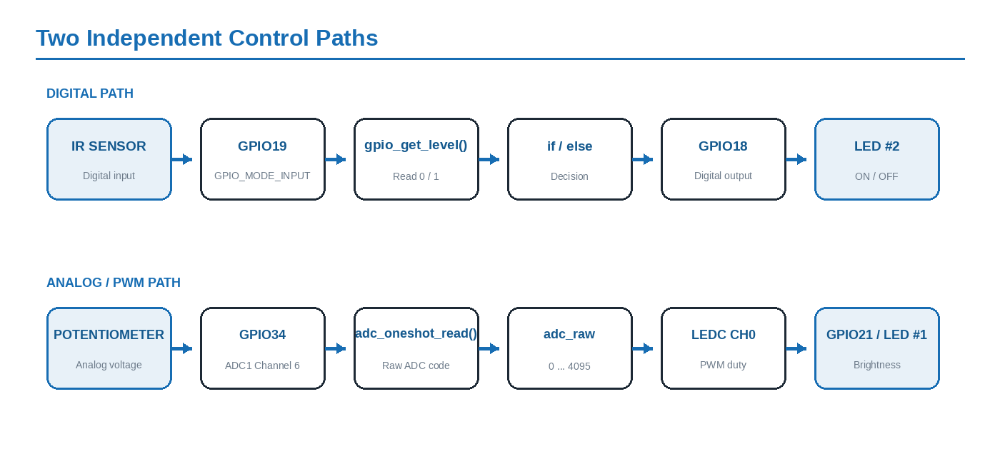 Two Independent Control Paths
DIGITAL PATH
IR SENSOR
Digital input
GPIO19
GPIO_MODE_INPUT
gpio_get_level()
Read 0 / 1
if / else
Decision
GPIO18
Digital output
LED #2
ON / OFF
ANALOG / PWM PATH
POTENTIOMETER
Analog voltage
GPIO34
ADC1 Channel 6
adc_oneshot_read()
Raw ADC code
adc_raw
0 ... 4095
LEDC CH0
PWM duty
GPIO21 / LED #1
Brightness